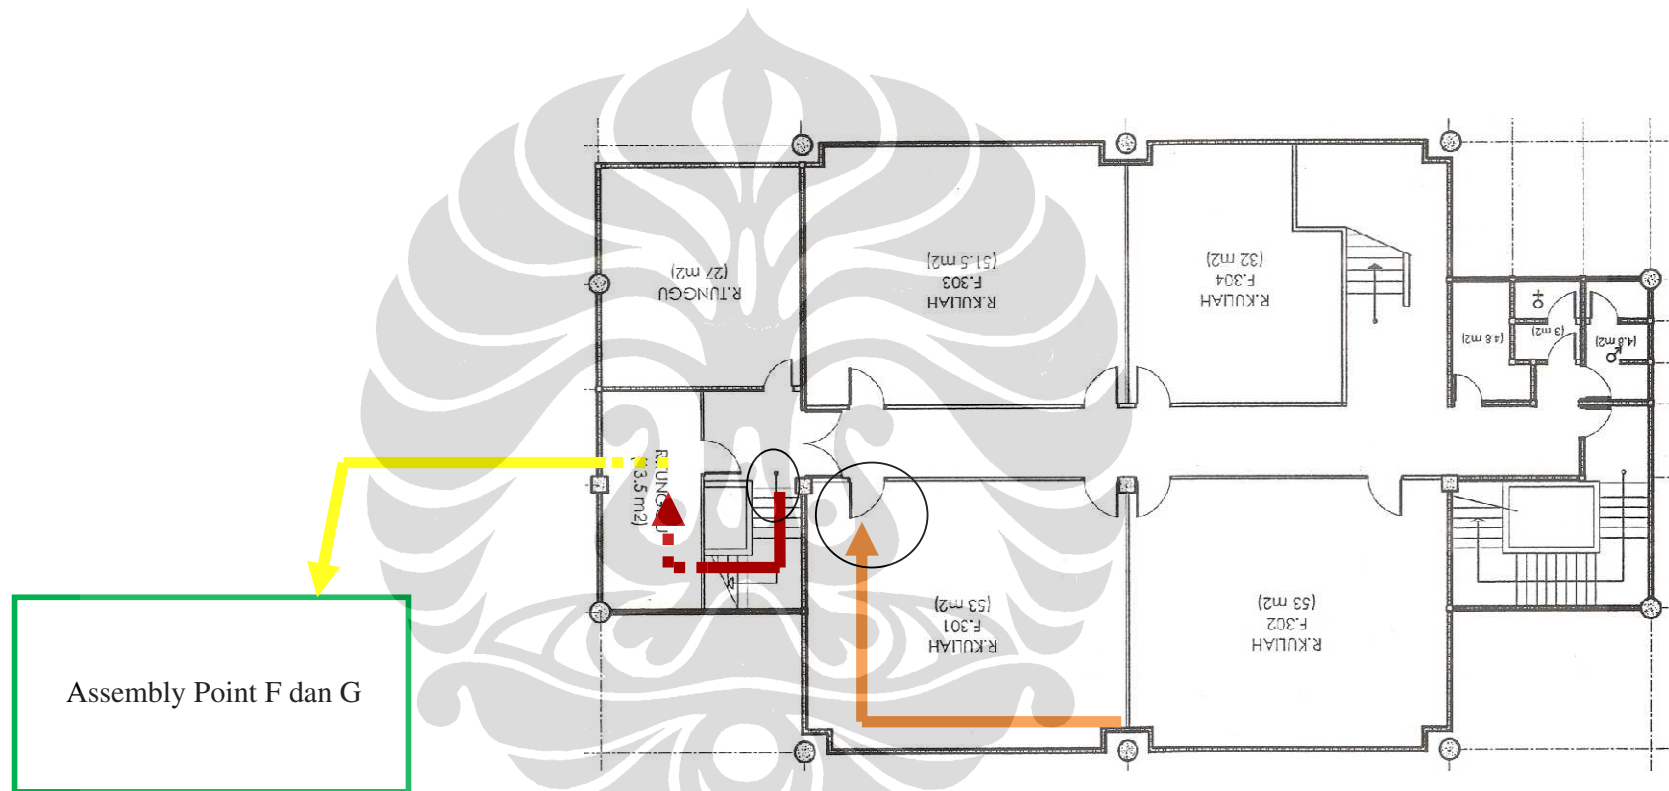 R.TUNGGU
(27 m2)
R.KULIAH
F.303
(51.5 m2)
R.KULIAH
F.304
(32 m2)
(4.8 m2)
(3 m2)
(4.8 m2)
3.5 m2)
R.KULIAH
F.301
(53 m2)
R.KULIAH
F.302
(53 m2)
Assembly Point F dan G